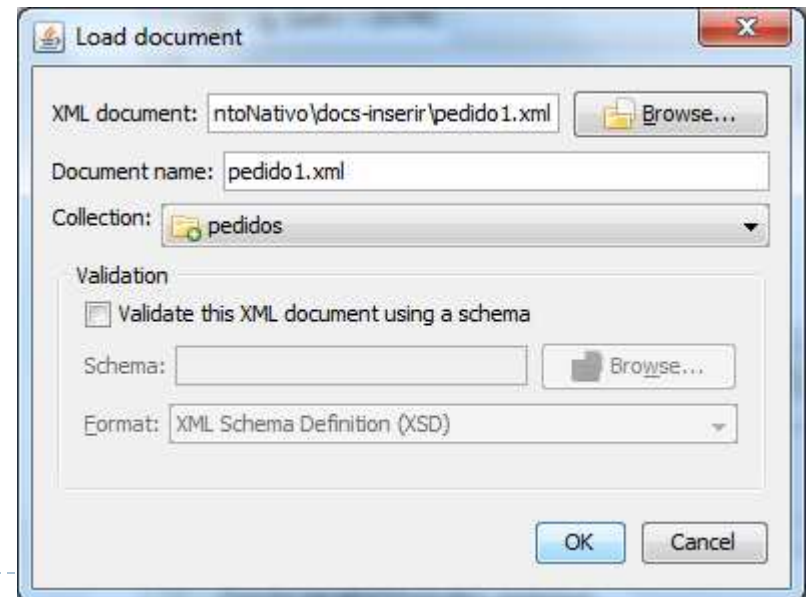 Load document
XML document: ntoNativo\docs-inserir\pedido1.xml Browse...
Document name: pedido1.xml
Collection: pedidos
Validation
Validate this XML document using a schema
Schema: Browse...
Format: XML Schema Definition (XSD)
OK Cancel